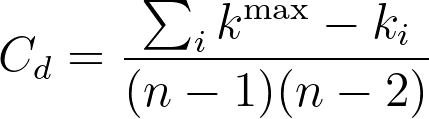 C_d = \frac{\sum_i k^{\max} - k_i}{(n-1)(n-2)}